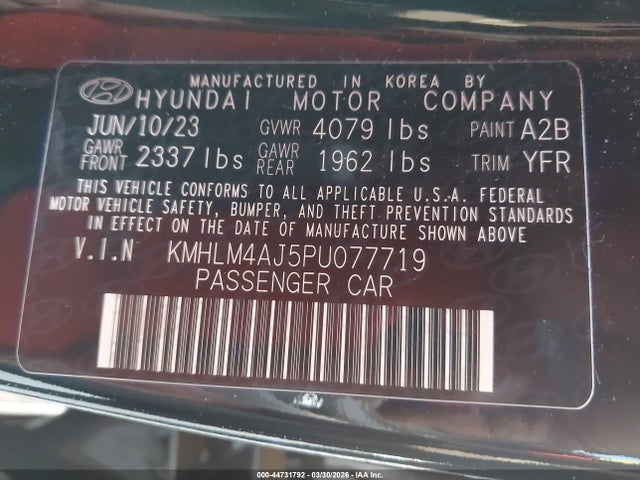 MANUFACTURED IN KOREA BY
HYUNDAI MOTOR COMPANY
JUN/10/23 GVWR 4079 lbs PAINT A2B
GAWR FRONT 2337 lbs GAWR REAR 1962 lbs TRIM YFR
THIS VEHICLE CONFORMS TO ALL APPLICABLE U.S.A. FEDERAL
MOTOR VEHICLE SAFETY, BUMPER, AND THEFT PREVENTION STANDARDS
IN EFFECT ON THE DATE OF MANUFACTURE SHOWN ABOVE
V.I.N KMHLM4AJ5PU077719
PASSENGER CAR
000-44731792 - 03/30/2026 - IAA Inc.